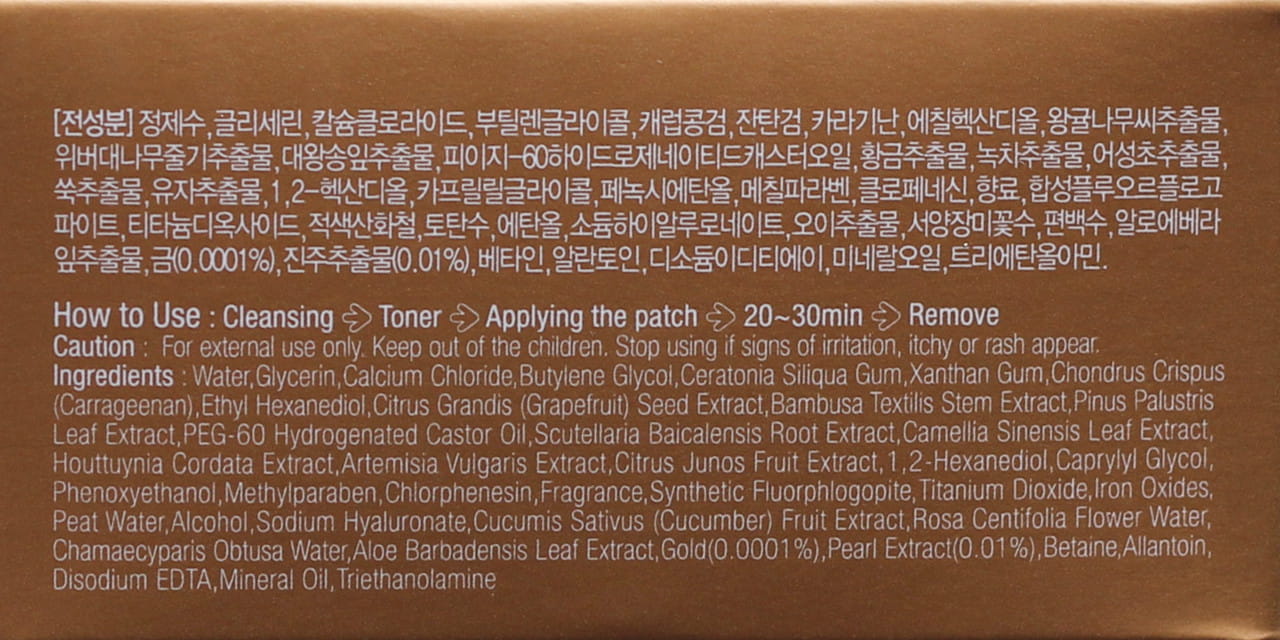 [전성분] 정제수,글리세린,칼슘클로라이드,부틸렌글라이콜,캐럽콩검,잔탄검,카라기난,에칠헥산디올,왕귤나무씨추출물,
위버대나무줄기추출물,대왕송잎추출물,피이지-60하이드로제네이티드캐스터오일,황금추출물,녹차추출물,어성초추출물,
쑥추출물,유자추출물,1,2-헥산디올,카프릴릴글라이콜,페녹시에탄올,메칠파라벤,클로페네신,향료,합성플루오르플로고
파이트,티타늄디옥사이드,적색산화철,토탄수,에탄올,소듐하이알루로네이트,오이추출물,서양장미꽃수,편백수,알로에베라
잎추출물,금(0.0001%),진주추출물(0.01%),베타인,알란토인,디소듐이디티에이,미네랄오일,트리에탄올아민.
How to Use : Cleansing ➪ Toner ➪ Applying the patch ➪ 20~30min ➪ Remove
Caution : For external use only. Keep out of the children. Stop using if signs of irritation, itchy or rash appear.
Ingredients : Water,Glycerin,Calcium Chloride,Butylene Glycol,Ceratonia Siliqua Gum,Xanthan Gum,Chondrus Crispus
(Carrageenan),Ethyl Hexanediol,Citrus Grandis (Grapefruit) Seed Extract,Bambusa Textilis Stem Extract,Pinus Palustris
Leaf Extract,PEG-60 Hydrogenated Castor Oil,Scutellaria Baicalensis Root Extract,Camellia Sinensis Leaf Extract,
Houttuynia Cordata Extract,Artemisia Vulgaris Extract,Citrus Junos Fruit Extract,1,2-Hexanediol,Caprylyl Glycol,
Phenoxyethanol,Methylparaben,Chlorphenesin,Fragrance,Synthetic Fluorphlogopite,Titanium Dioxide,Iron Oxides,
Peat Water,Alcohol,Sodium Hyaluronate,Cucumis Sativus (Cucumber) Fruit Extract,Rosa Centifolia Flower Water,
Chamaecyparis Obtusa Water,Aloe Barbadensis Leaf Extract,Gold(0.0001%),Pearl Extract(0.01%),Betaine,Allantoin,
Disodium EDTA,Mineral Oil,Triethanolamine